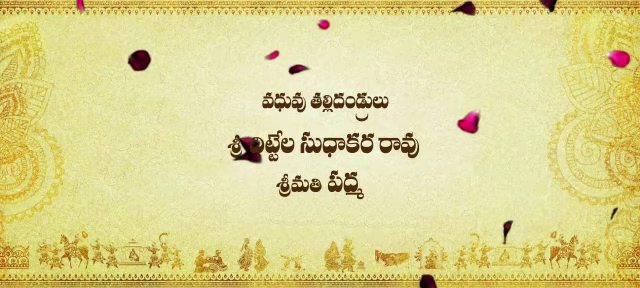 వధువు తల్లిదండ్రులు
శ్రీ సుధాకర రావు
శ్రీమతి పద్మ